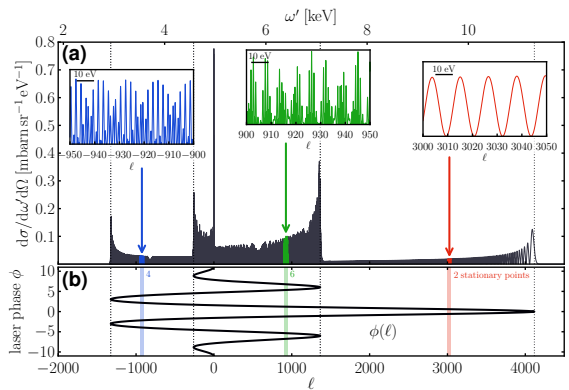 ω′ [keV]
2 4 6 8 10
dσ/dω′dΩ [mbarn sr⁻¹eV⁻¹]
0.8
0.7
0.6
0.5
0.4
0.3
0.2
0.1
(a)
10 eV
−950 −940 −930 −920 −910 −900
ℓ
10 eV
900 910 920 930 940 950
ℓ
10 eV
3000 3010 3020 3030 3040 3050
ℓ
laser phase ϕ
10
5
0
−5
−10
(b)
4
6
2 stationary points
ϕ(ℓ)
−2000 −1000 0 1000 2000 3000 4000
ℓ